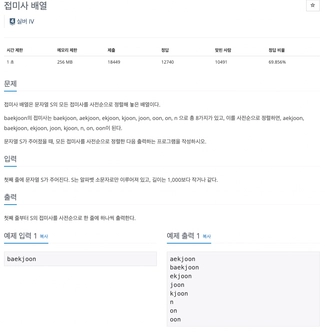 접미사 배열
실버 IV
시간 제한 메모리 제한 제출 정답 맞힌 사람 정답 비율
1 초 256 MB 18449 12740 10491 69.856%
문제
접미사 배열은 문자열 S의 모든 접미사를 사전순으로 정렬해 놓은 배열이다.
baekjoon의 접미사는 baekjoon, aekjoon, ekjoon, kjoon, joon, oon, on, n 으로 총 8가지가 있고, 이를 사전순으로 정렬하면, aekjoon,
baekjoon, ekjoon, joon, kjoon, n, on, oon이 된다.
문자열 S가 주어졌을 때, 모든 접미사를 사전순으로 정렬한 다음 출력하는 프로그램을 작성하시오.
입력
첫째 줄에 문자열 S가 주어진다. S는 알파벳 소문자로만 이루어져 있고, 길이는 1,000보다 작거나 같다.
출력
첫째 줄부터 S의 접미사를 사전순으로 한 줄에 하나씩 출력한다.
예제 입력 1 복사
baekjoon
예제 출력 1 복사
aekjoon
baekjoon
ekjoon
joon
kjoon
n
on
oon